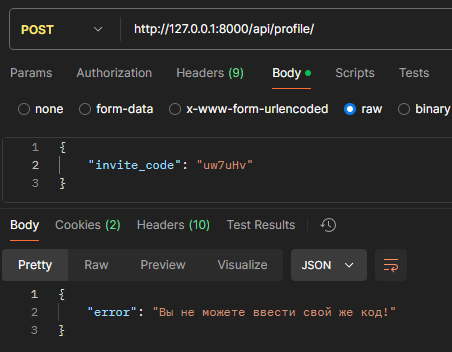 POST http://127.0.0.1:8000/api/profile/
Params Authorization Headers (9) Body Scripts Tests
none form-data x-www-form-urlencoded raw binary
1 {
2 "invite_code": "uw7uHv"
3 }
Body Cookies (2) Headers (10) Test Results
Pretty Raw Preview Visualize JSON
1 {
2 "error": "Вы не можете ввести свой же код!"
3 }